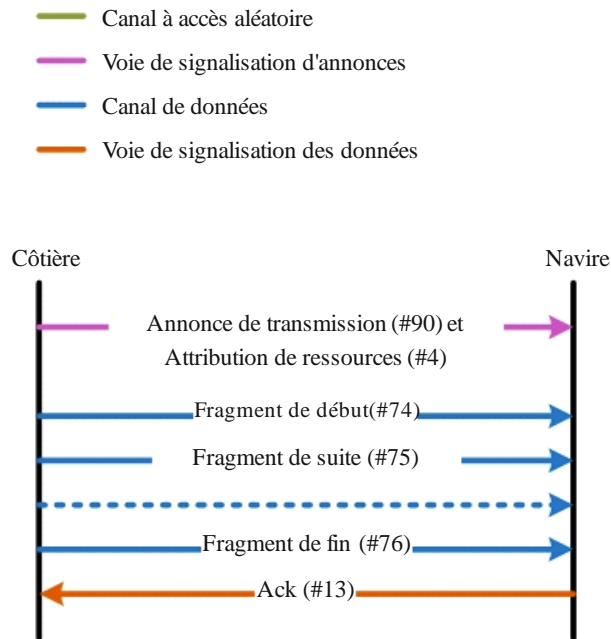 Canal à accès aléatoire
Voie de signalisation d'annonces
Canal de données
Voie de signalisation des données
Côtière
Navire
Annonce de transmission (#90) et
Attribution de ressources (#4)
Fragment de début(#74)
Fragment de suite (#75)
Fragment de fin (#76)
Ack (#13)